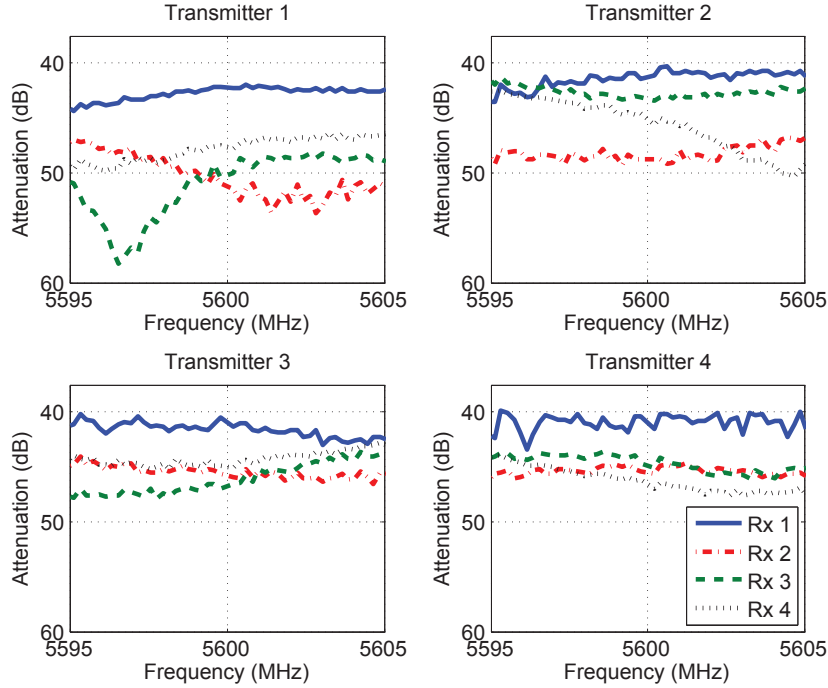 Transmitter 1
40
50
60
Attenuation (dB)
5595
5600
5605
Frequency (MHz)
Transmitter 2
40
50
60
Attenuation (dB)
5595
5600
5605
Frequency (MHz)
Transmitter 3
40
50
60
Attenuation (dB)
5595
5600
5605
Frequency (MHz)
Transmitter 4
40
50
60
Attenuation (dB)
5595
5600
5605
Frequency (MHz)
Rx 1
Rx 2
Rx 3
Rx 4